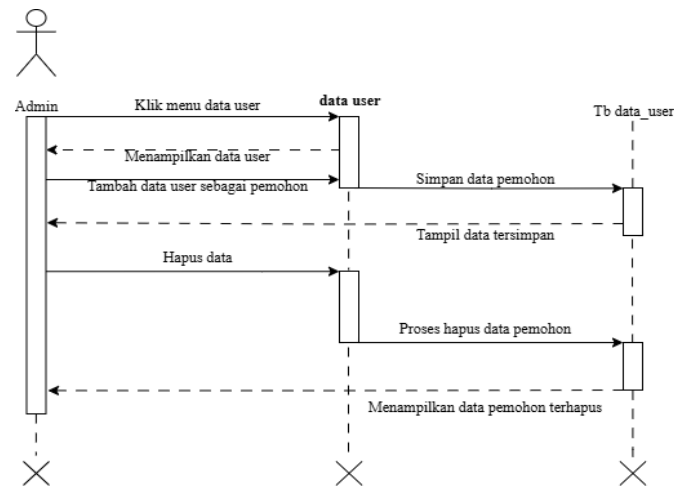 Admin
Klik menu data user
data user
Tb data_user
Menampilkan data user
Tambah data user sebagai pemohon
Simpan data pemohon
Tampil data tersimpan
Hapus data
Proses hapus data pemohon
Menampilkan data pemohon terhapus